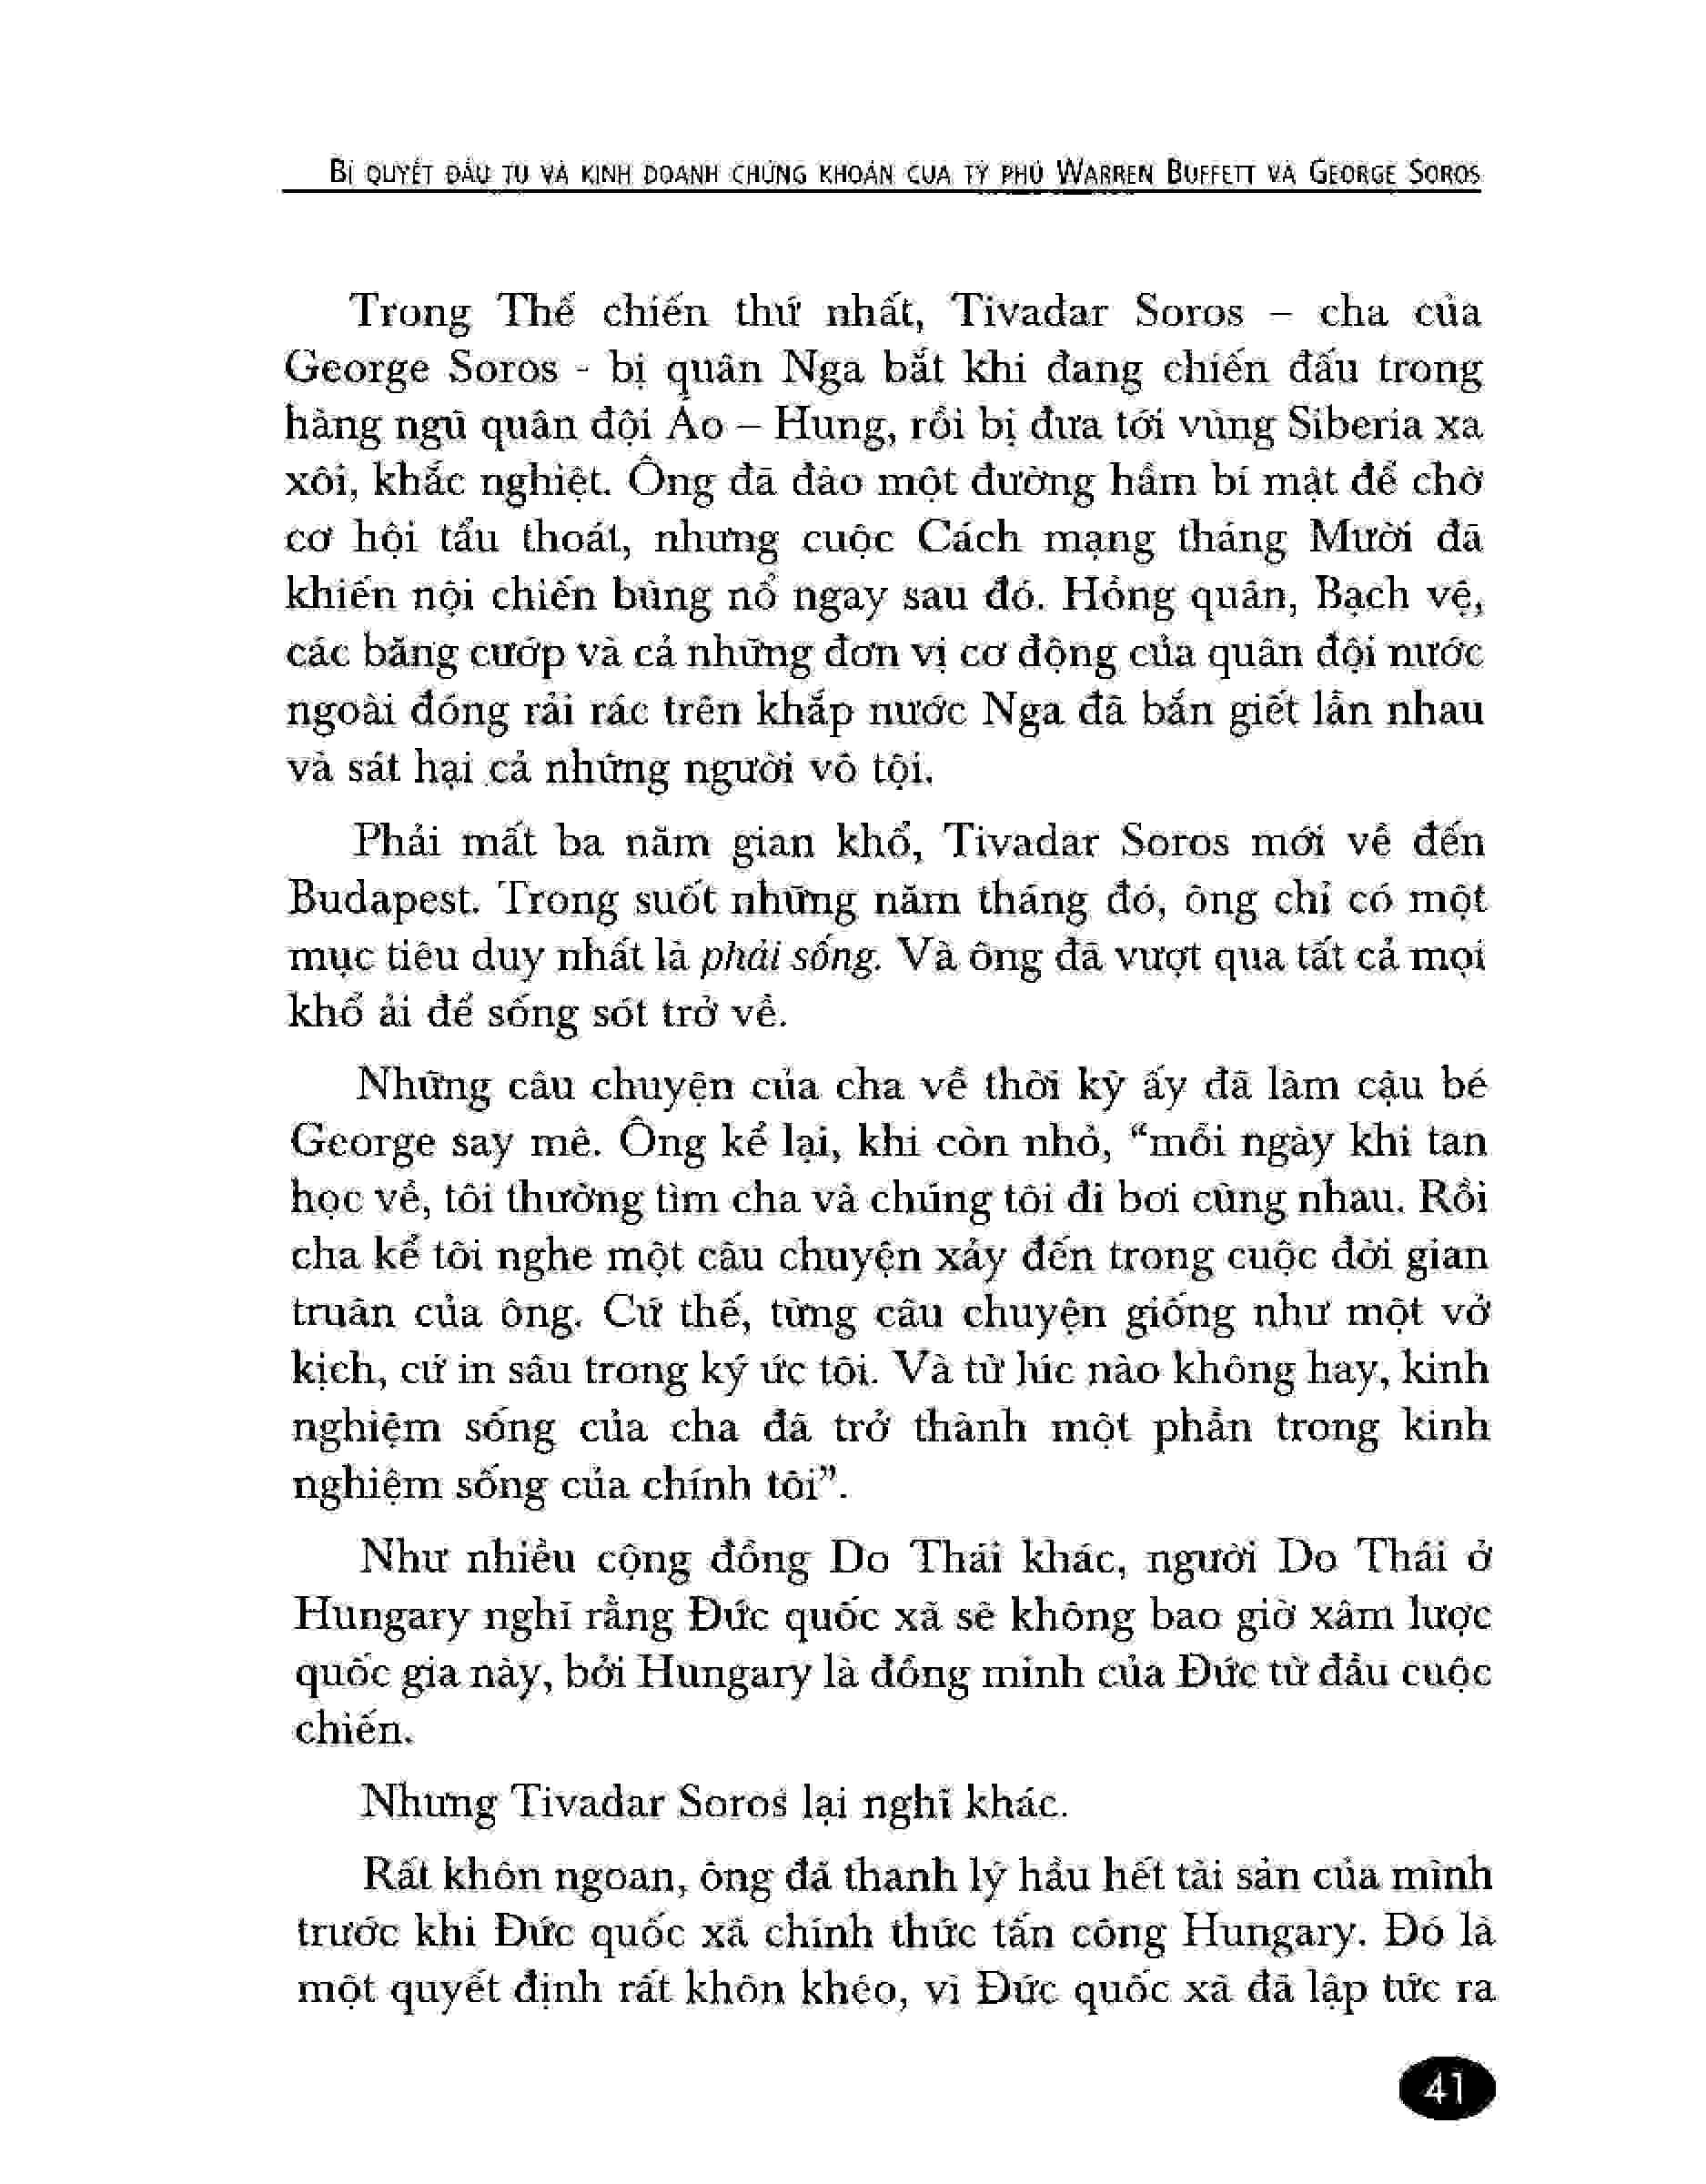 BÍ QUYẾT ĐẦU TƯ VÀ KINH DOANH CHỨNG KHOÁN CỦA TỶ PHÚ WARREN BUFFETT VÀ GEORGE SOROS
Trong Thế chiến thứ nhất, Tivadar Soros – cha của
George Soros - bị quân Nga bắt khi đang chiến đấu trong
hàng ngũ quân đội Áo – Hung, rồi bị đưa tới vùng Siberia xa
xôi, khắc nghiệt. Ông đã đào một đường hầm bí mật để chờ
cơ hội tẩu thoát, nhưng cuộc Cách mạng tháng Mười đã
khiến nội chiến bùng nổ ngay sau đó. Hồng quân, Bạch vệ,
các băng cướp và cả những đơn vị cơ động của quân đội nước
ngoài đóng rải rác trên khắp nước Nga đã bắn giết lẫn nhau
và sát hại cả những người vô tội.
Phải mất ba năm gian khổ, Tivadar Soros mới về đến
Budapest. Trong suốt những năm tháng đó, ông chỉ có một
mục tiêu duy nhất là phải sống. Và ông đã vượt qua tất cả mọi
khổ ải để sống sót trở về.
Những câu chuyện của cha về thời kỳ ấy đã làm cậu bé
George say mê. Ông kể lại, khi còn nhỏ, “mỗi ngày khi tan
học về, tôi thường tìm cha và chúng tôi đi bơi cùng nhau. Rồi
cha kể tôi nghe một câu chuyện xảy đến trong cuộc đời gian
truân của ông. Cứ thế, từng câu chuyện giống như một vở
kịch, cứ in sâu trong ký ức tôi. Và từ lúc nào không hay, kinh
nghiệm sống của cha đã trở thành một phần trong kinh
nghiệm sống của chính tôi”.
Như nhiều cộng đồng Do Thái khác, người Do Thái ở
Hungary nghĩ rằng Đức quốc xã sẽ không bao giờ xâm lược
quốc gia này, bởi Hungary là đồng minh của Đức từ đầu cuộc
chiến.
Nhưng Tivadar Soros lại nghĩ khác.
Rất khôn ngoan, ông đã thanh lý hầu hết tài sản của mình
trước khi Đức quốc xã chính thức tấn công Hungary. Đó là
một quyết định rất khôn khéo, vì Đức quốc xã đã lập tức ra
41